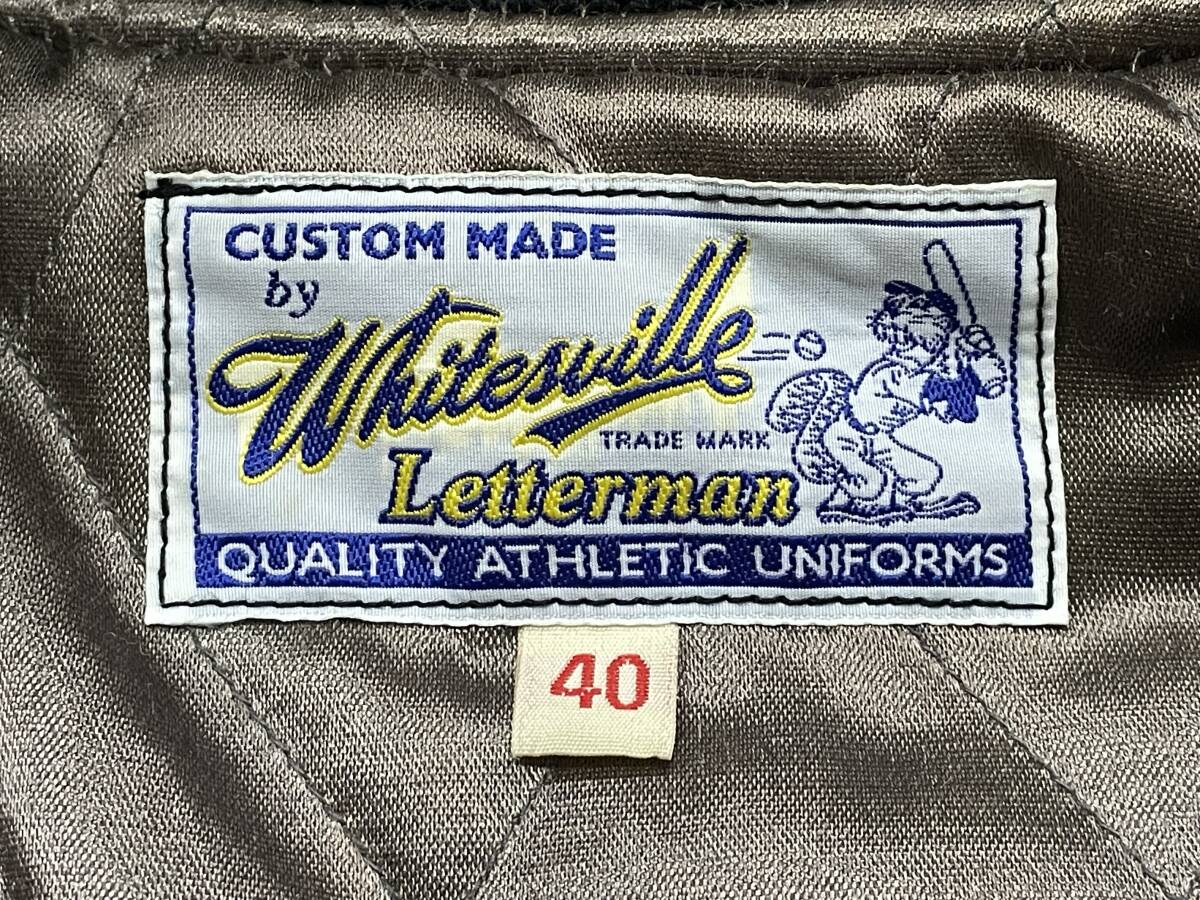 CUSTOM MADE
by
Whitesville
TRADE MARK
Letterman
QUALITY ATHLETIC UNIFORMS
40